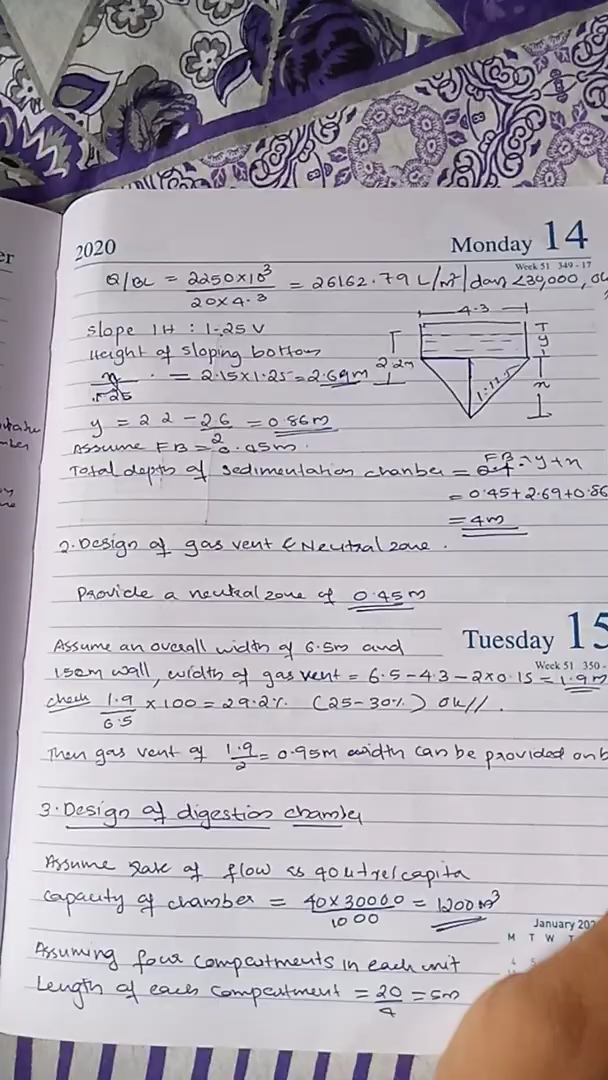 er
2020
Monday 14
Week 51 349 - 17
Q/BL = 2250×10³ / 20×4.3 = 26162.79 L/m²/day <30,000, ok
slope 1H : 1.25V
4.3
Height of sloping bottom
2.2m
y
= 2.15×1.25 = 2.69m
n
y = = 0.86m
Assume FB = 0.45m.
Total depth of sedimentation chamber = FB + y+n
= 0.45+2.69+0.86
= 4m
2. Design of gas vent & Neutral zone.
Provide a neutral zone of 0.45m
Tuesday 15
Week 51 350 -
Assume an overall width of 6.5m and
15cm wall, width of gas vent = 6.5-4.3-2×0.15 = 1.9m
check 1.9/6.5 ×100 = 29.2% (25-30%) ok//.
Then gas vent of 1.9/2 = 0.95m width can be provided on b
3. Design of digestion chamber
Assume rate of flow as 40 litre/capita
capacity of chamber = 40×30000/1000 = 1200m³
January 202
M T W T
Assuming four compartments in each unit
Length of each compartment = 20/4 = 5m